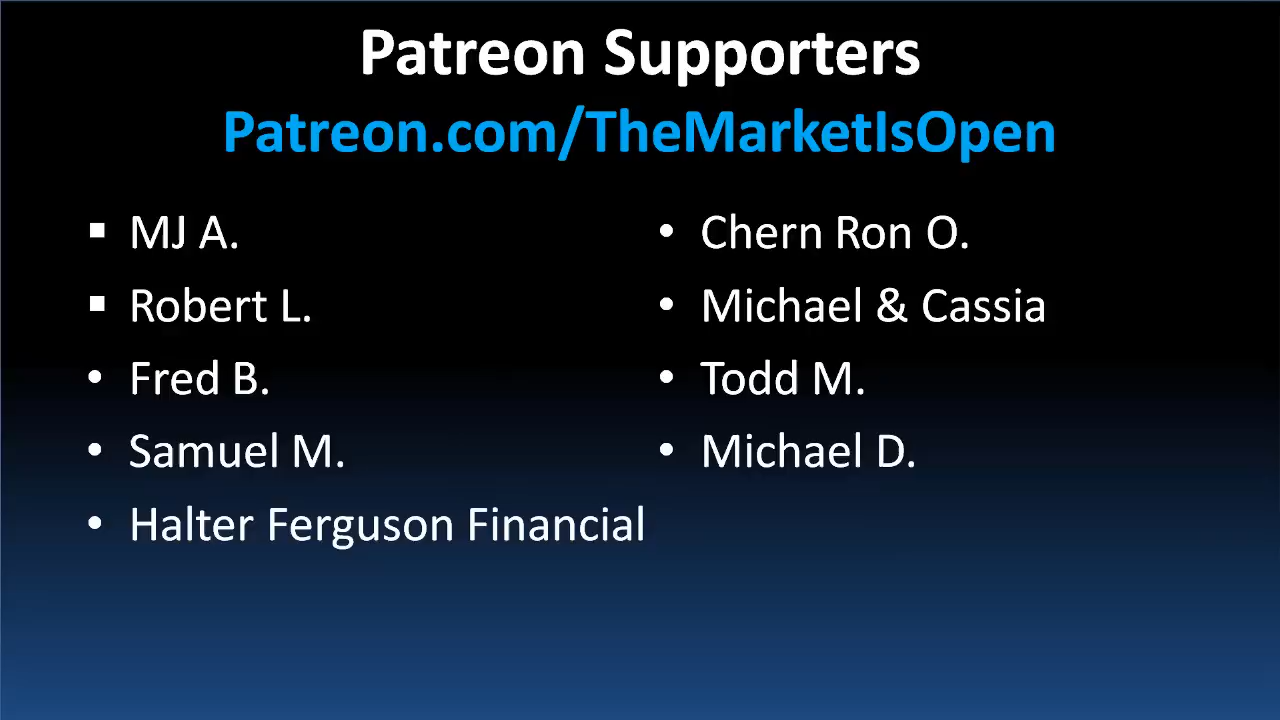 Patreon Supporters
Patreon.com/TheMarketIsOpen
▪ MJ A.
▪ Robert L.
• Fred B.
• Samuel M.
• Halter Ferguson Financial
• Chern Ron O.
• Michael & Cassia
• Todd M.
• Michael D.